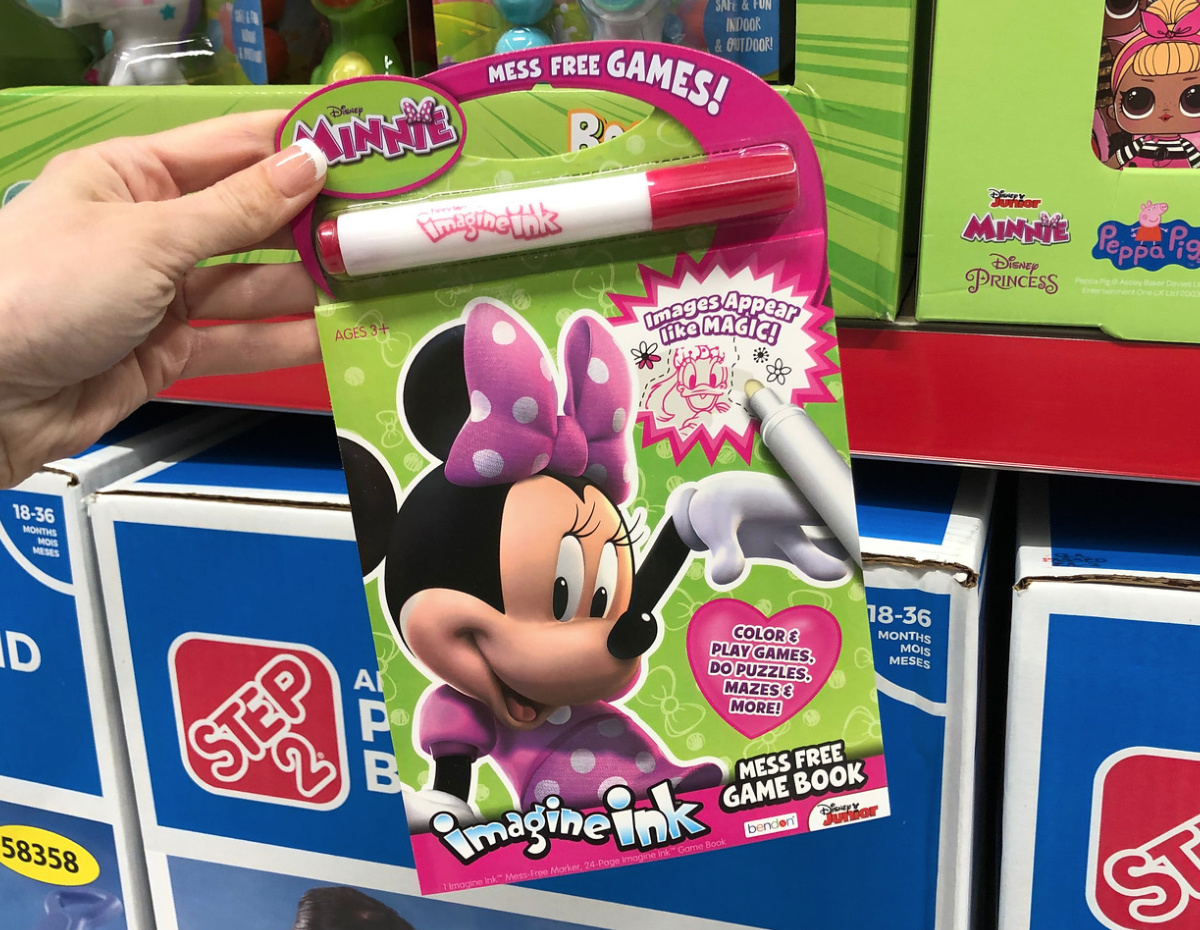 SAFE & FUN
INDOOR
& OUTDOOR!
MESS FREE GAMES!
Disney
MINNIE
imagine ink
AGES 3+
Images Appear
like MAGIC!
COLOR &
PLAY GAMES,
DO PUZZLES,
MAZES &
MORE!
MESS FREE
GAME BOOK
imagine ink
bendon
Disney
Junior
1 Imagine Ink™ Mess-Free Marker, 24-Page Imagine Ink™ Game Book
Disney
Junior
MINNIE
Disney
PRINCESS
Peppa Pig
18-36
MONTHS
MOIS
MESES
STEP
2
P
B
58358
18-36
MONTHS
MOIS
MESES